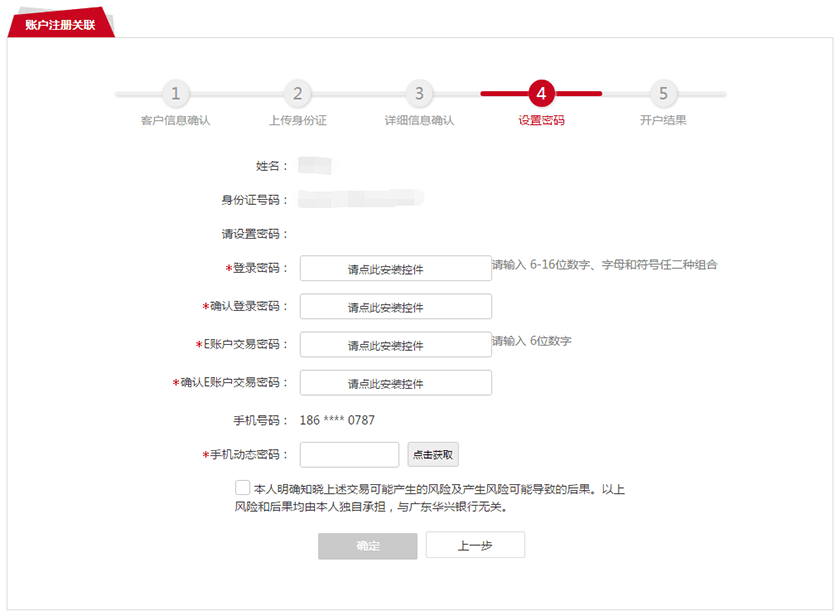 账户注册关联
1 2 3 4 5
客户信息确认 上传身份证 详细信息确认 设置密码 开户结果
姓名：
身份证号码：
请设置密码：
*登录密码： 请点此安装控件 请输入 6-16位数字、字母和符号任二种组合
*确认登录密码： 请点此安装控件
*E账户交易密码： 请点此安装控件 请输入 6位数字
*确认E账户交易密码： 请点此安装控件
手机号码： 186 **** 0787
*手机动态密码： 点击获取
本人明确知晓上述交易可能产生的风险及产生风险可能导致的后果。以上
风险和后果均由本人独自承担，与广东华兴银行无关。
确定 上一步